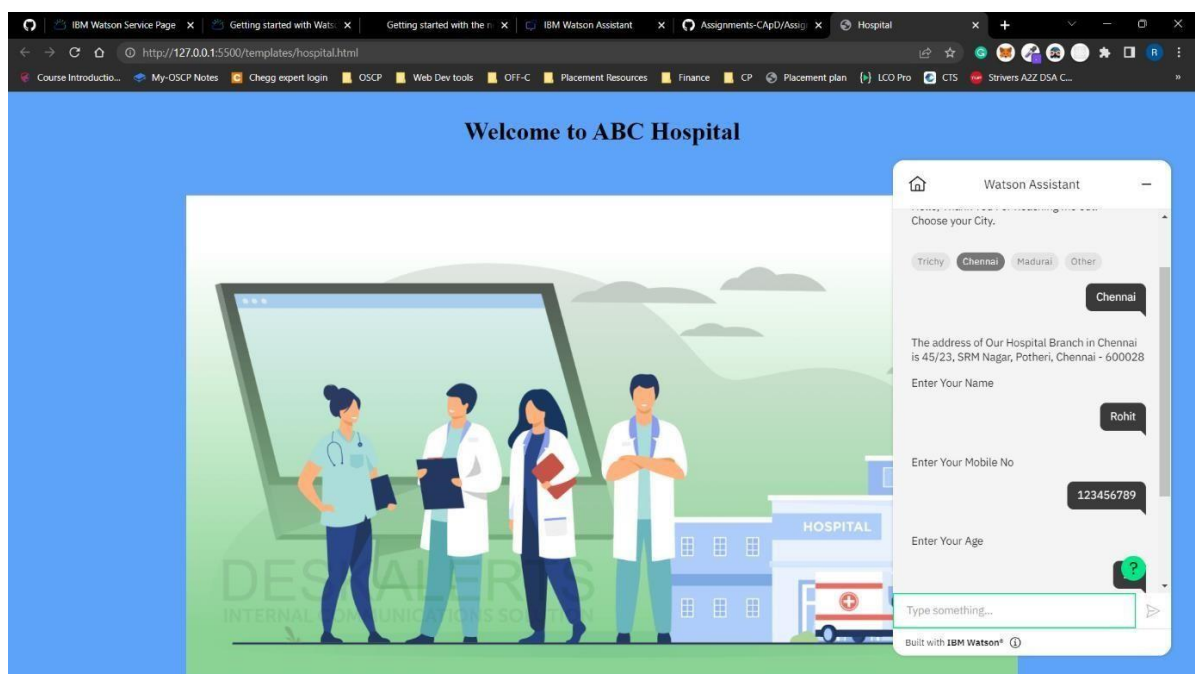 IBM Watson Service Page
Getting started with Wats
Getting started with the n
IBM Watson Assistant
Assignments-CApD/Assig
Hospital
http://127.0.0.1:5500/templates/hospital.html
Course Introductio...
My-OSCP Notes
Chegg expert login
OSCP
Web Dev tools
OFF-C
Placement Resources
Finance
CP
Placement plan
LCO Pro
CTS
Strivers A2Z DSA C...
Welcome to ABC Hospital
Watson Assistant
Choose your City.
Trichy
Chennai
Madurai
Other
Chennai
The address of Our Hospital Branch in Chennai
is 45/23, SRM Nagar, Potheri, Chennai - 600028
Enter Your Name
Rohit
Enter Your Mobile No
123456789
Enter Your Age
?
Type something...
Built with IBM Watson®
HOSPITAL
DESKALERTS
INTERNAL COMMUNICATIONS SOLUTION